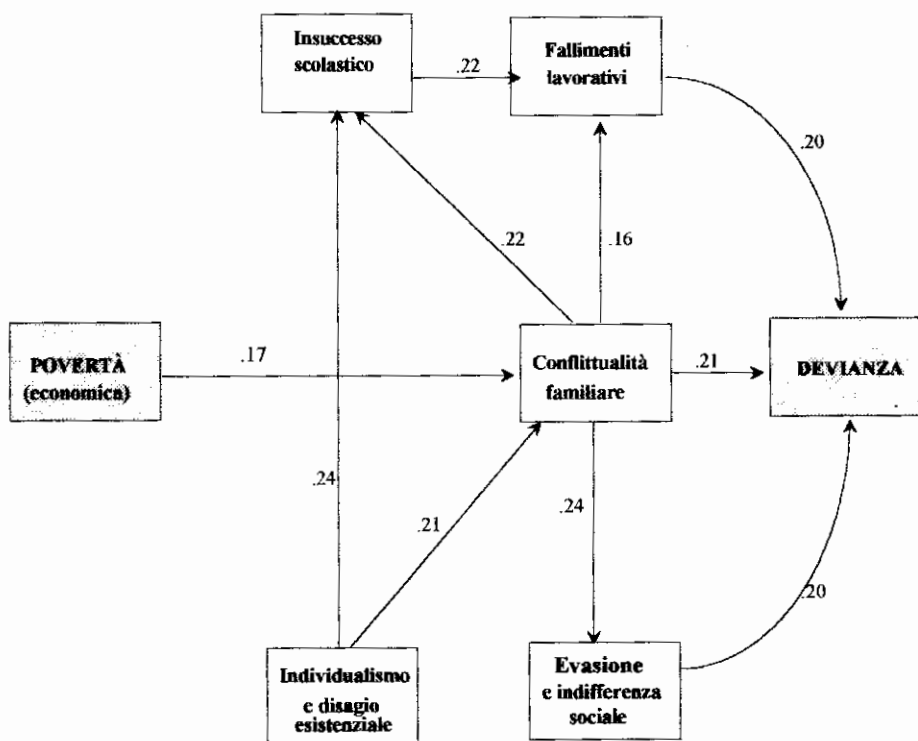 Insuccesso
scolastico
.22
Fallimenti
lavorativi
.20
.22
.16
POVERTÀ
(economica)
.17
Conflittualità
familiare
.21
DEVIANZA
.24
.21
.24
.20
Individualismo
e disagio
esistenziale
Evasione
e indifferenza
sociale